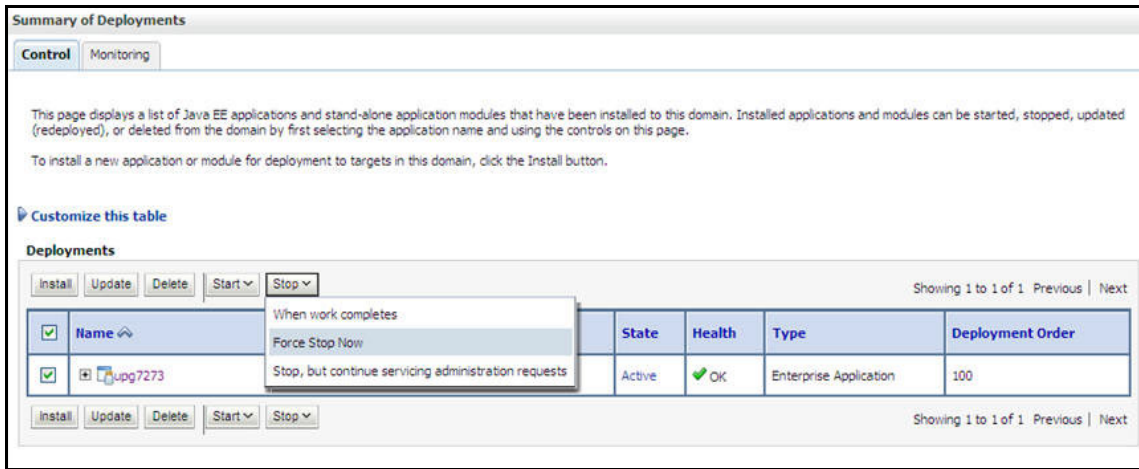 Summary of Deployments
Control Monitoring
This page displays a list of Java EE applications and stand-alone application modules that have been installed to this domain. Installed applications and modules can be started, stopped, updated
(redeployed), or deleted from the domain by first selecting the application name and using the controls on this page.
To install a new application or module for deployment to targets in this domain, click the Install button.
Customize this table
Deployments
Install Update Delete Start Stop Showing 1 to 1 of 1 Previous | Next
When work completes
Name State Health Type Deployment Order
Force Stop Now
upg7273 Active OK Enterprise Application 100
Stop, but continue servicing administration requests
Install Update Delete Start Stop Showing 1 to 1 of 1 Previous | Next